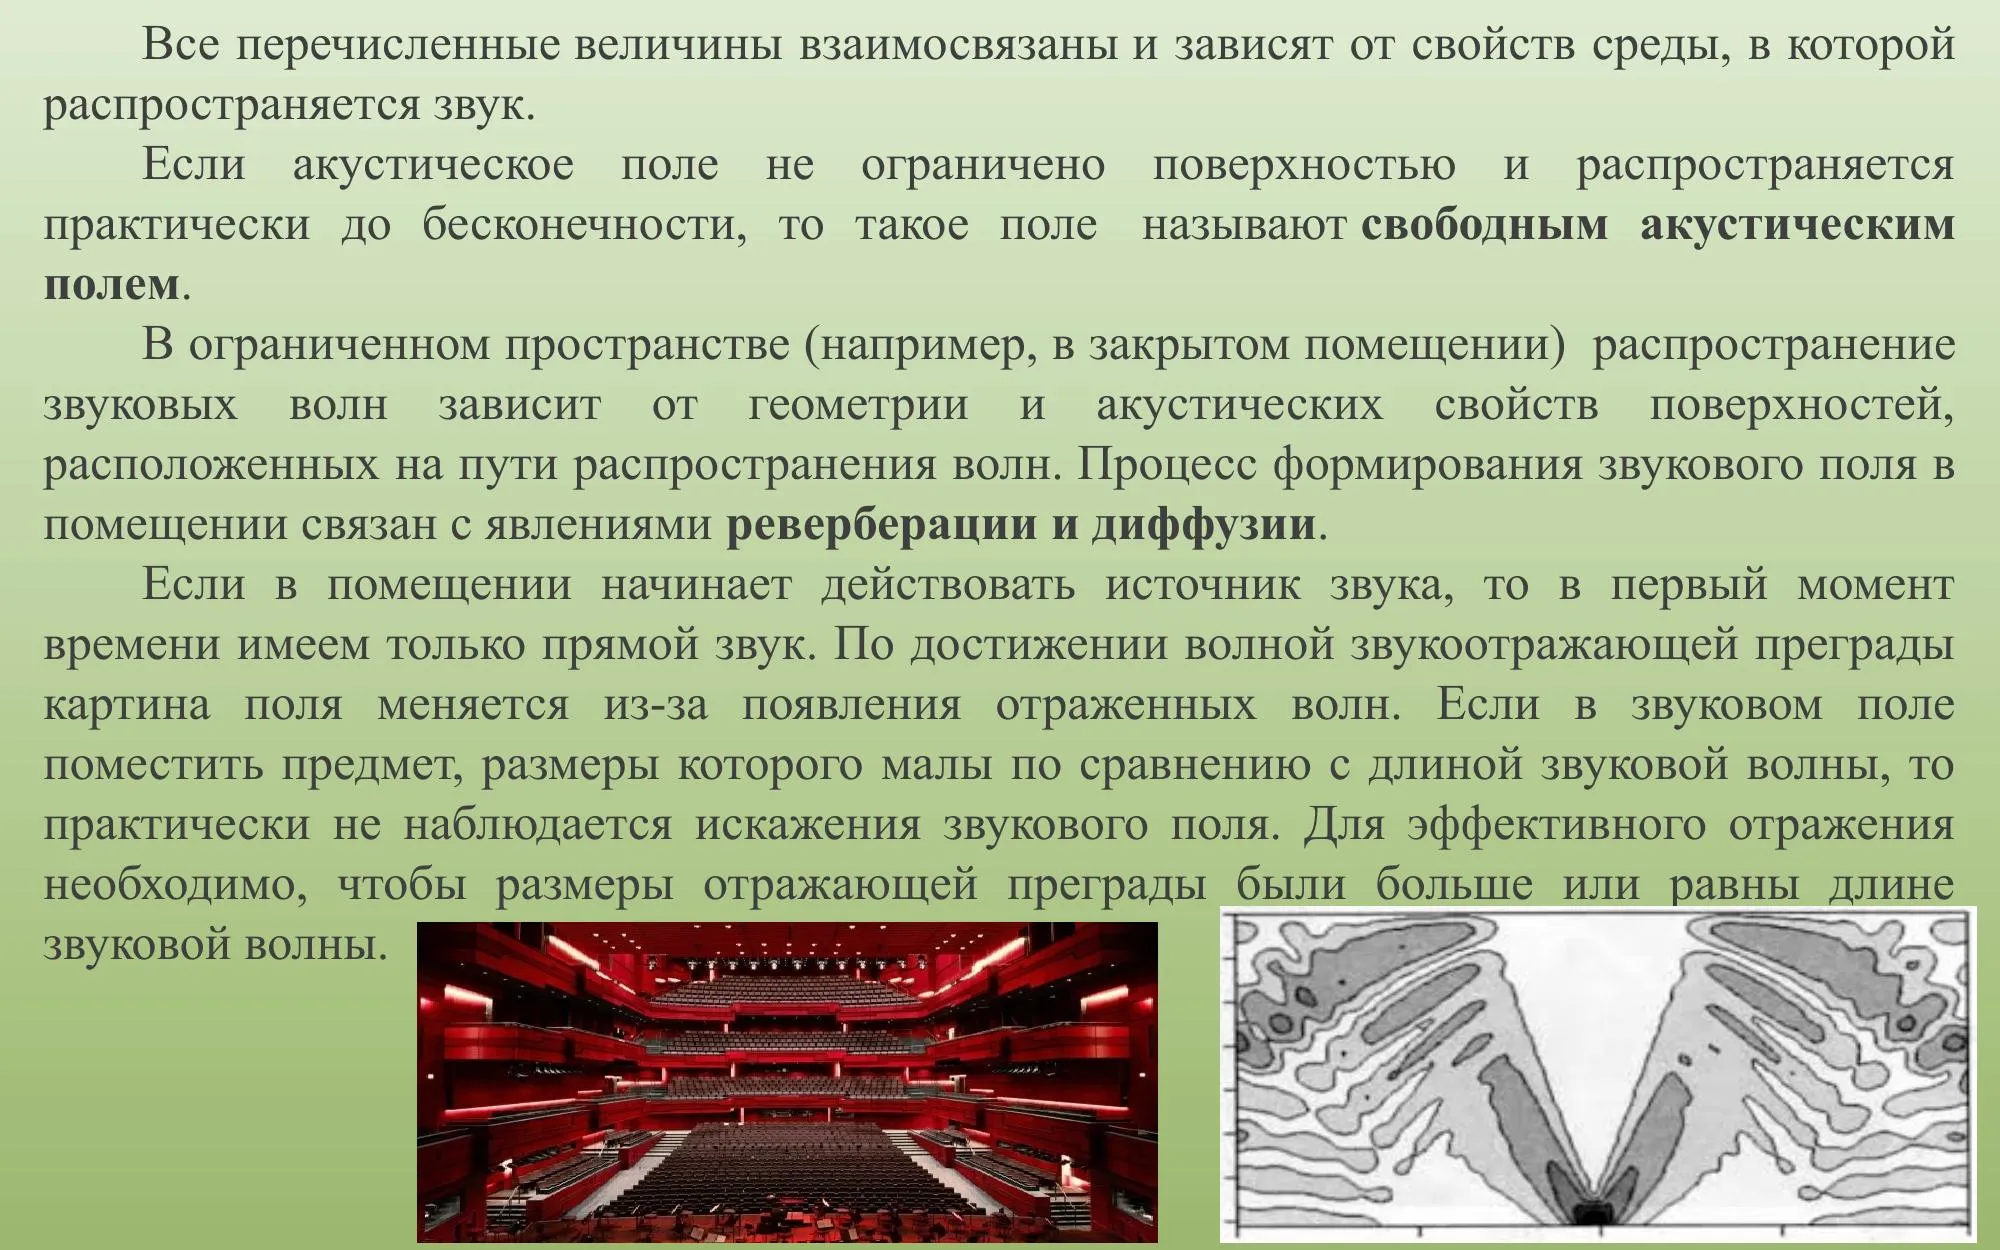 Все перечисленные величины взаимосвязаны и зависят от свойств среды, в которой
распространяется звук.
Если акустическое поле не ограничено поверхностью и распространяется
практически до бесконечности, то такое поле называют свободным акустическим
полем.
В ограниченном пространстве (например, в закрытом помещении) распространение
звуковых волн зависит от геометрии и акустических свойств поверхностей,
расположенных на пути распространения волн. Процесс формирования звукового поля в
помещении связан с явлениями реверберации и диффузии.
Если в помещении начинает действовать источник звука, то в первый момент
времени имеем только прямой звук. По достижении волной звукоотражающей преграды
картина поля меняется из-за появления отраженных волн. Если в звуковом поле
поместить предмет, размеры которого малы по сравнению с длиной звуковой волны, то
практически не наблюдается искажения звукового поля. Для эффективного отражения
необходимо, чтобы размеры отражающей преграды были больше или равны длине
звуковой волны.